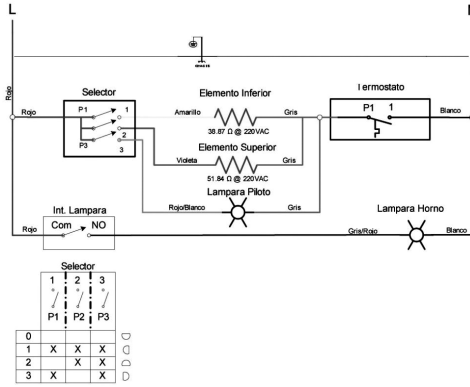 L
Rojo
Selector
Elemento Inferior
Termostato
Rojo
P1
1
2
P3
3
Amarillo
Gris
38.87 Ω @ 220VAC
P1 1
Blanco
Elemento Superior
Violeta
Gris
51.84 Ω @ 220VAC
Lampara Piloto
Rojo/Blanco
Gris
Int. Lampara
Lampara Horno
Com
NO
Rojo
Gris/Rojo
Blanco
Selector
1 2 3
P1 P2 P3
0
1 X X X
2 X X
3 X X